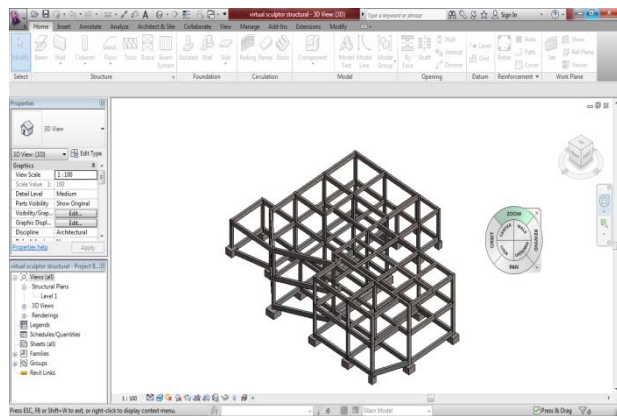 virtual sculptor structural - 3D View: {3D}
Type a keyword or phrase
Sign In
Home Insert Annotate Analyze Architect & Site Collaborate View Manage Add-Ins Extensions Modify
Modify Beam Wall Column Floor Truss Brace Beam System Isolated Wall Slab Railing Ramp Stairs Component Model Text Model Line Model Group By Face Shaft Wall Vertical Dormer Level Grid Rebar Area Path Cover Set Show Ref Plane Viewer
Select Structure Foundation Circulation Model Opening Datum Reinforcement Work Plane
Properties
3D View
3D View: {3D} Edit Type
Graphics
View Scale 1:100
Scale Value 1: 100
Detail Level Medium
Parts Visibility Show Original
Visibility/Grap... Edit...
Graphic Displ... Edit...
Discipline Architectural
Properties help Apply
virtual sculptor structural - Project B...
Views (all)
Structural Plans
Level 1
3D Views
Renderings
Legends
Schedules/Quantities
Sheets (all)
Families
Groups
Revit Links
ZOOM
CENTER WALK
ORBIT REWIND
PAN
1:100
Press ESC, F8 or Shift+W to exit, or right-click to display context menu.
:0
Main Model
Press & Drag